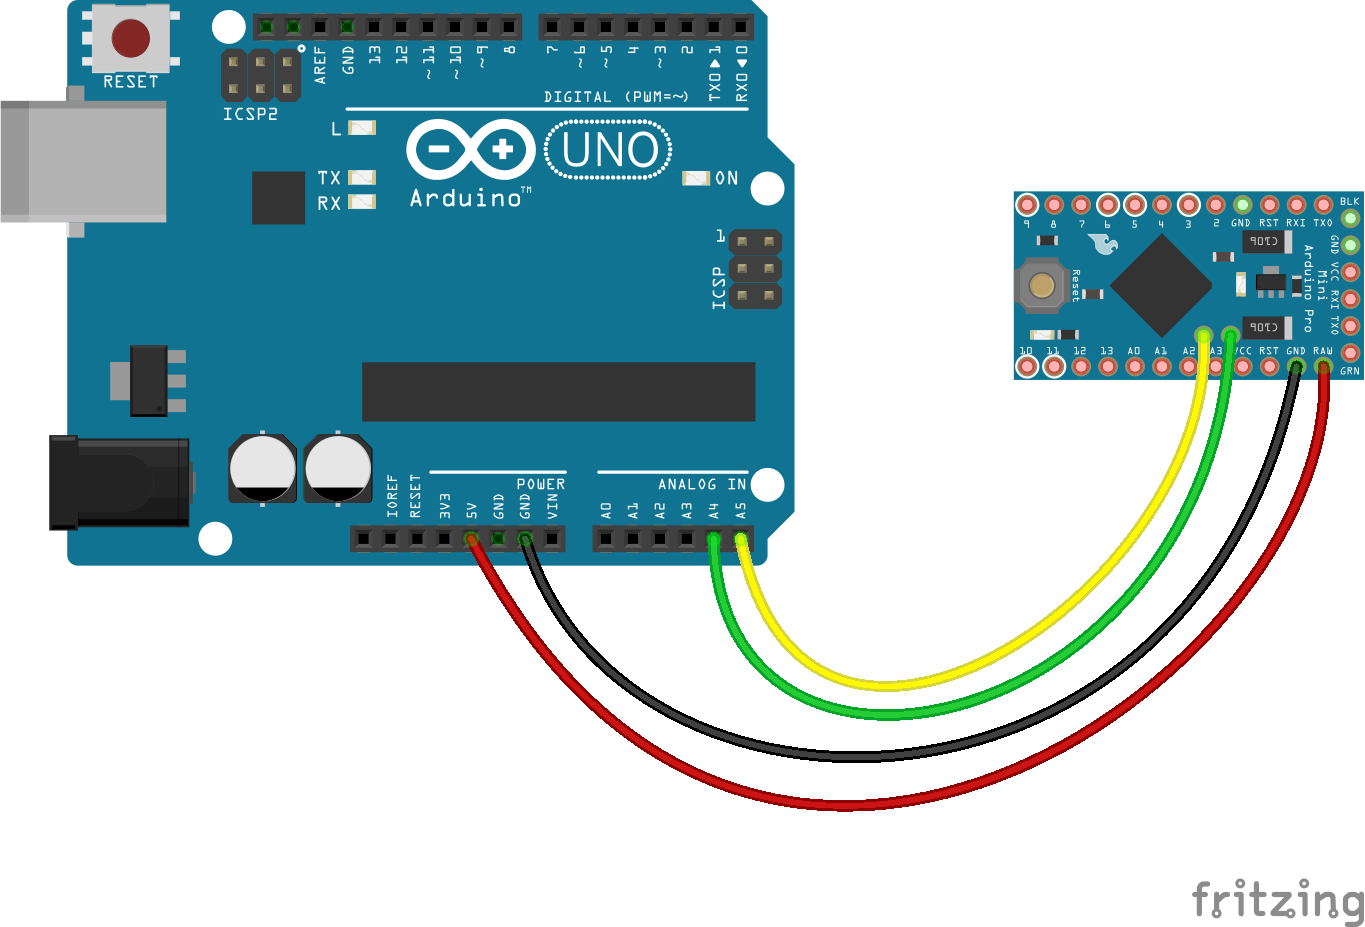 RESET
ICSP2
AREF
GND
13
12
~11
~10
~9
8
7
~6
~5
4
~3
2
TX0▶1
RX0◀0
DIGITAL (PWM=~)
L
TX
RX
Arduino™
UNO
ON
1
ICSP
IOREF
RESET
3V3
5V
GND
GND
VIN
POWER
A0
A1
A2
A3
A4
A5
ANALOG IN
BLK
9 8 7 6 5 4 3 2 GND RST RXI TXO
GND
VCC
RXI
TXO
GRN
Reset
Arduino Pro
Mini
10 11 12 13 A0 A1 A2 A3 VCC RST GND RAW
fritzing